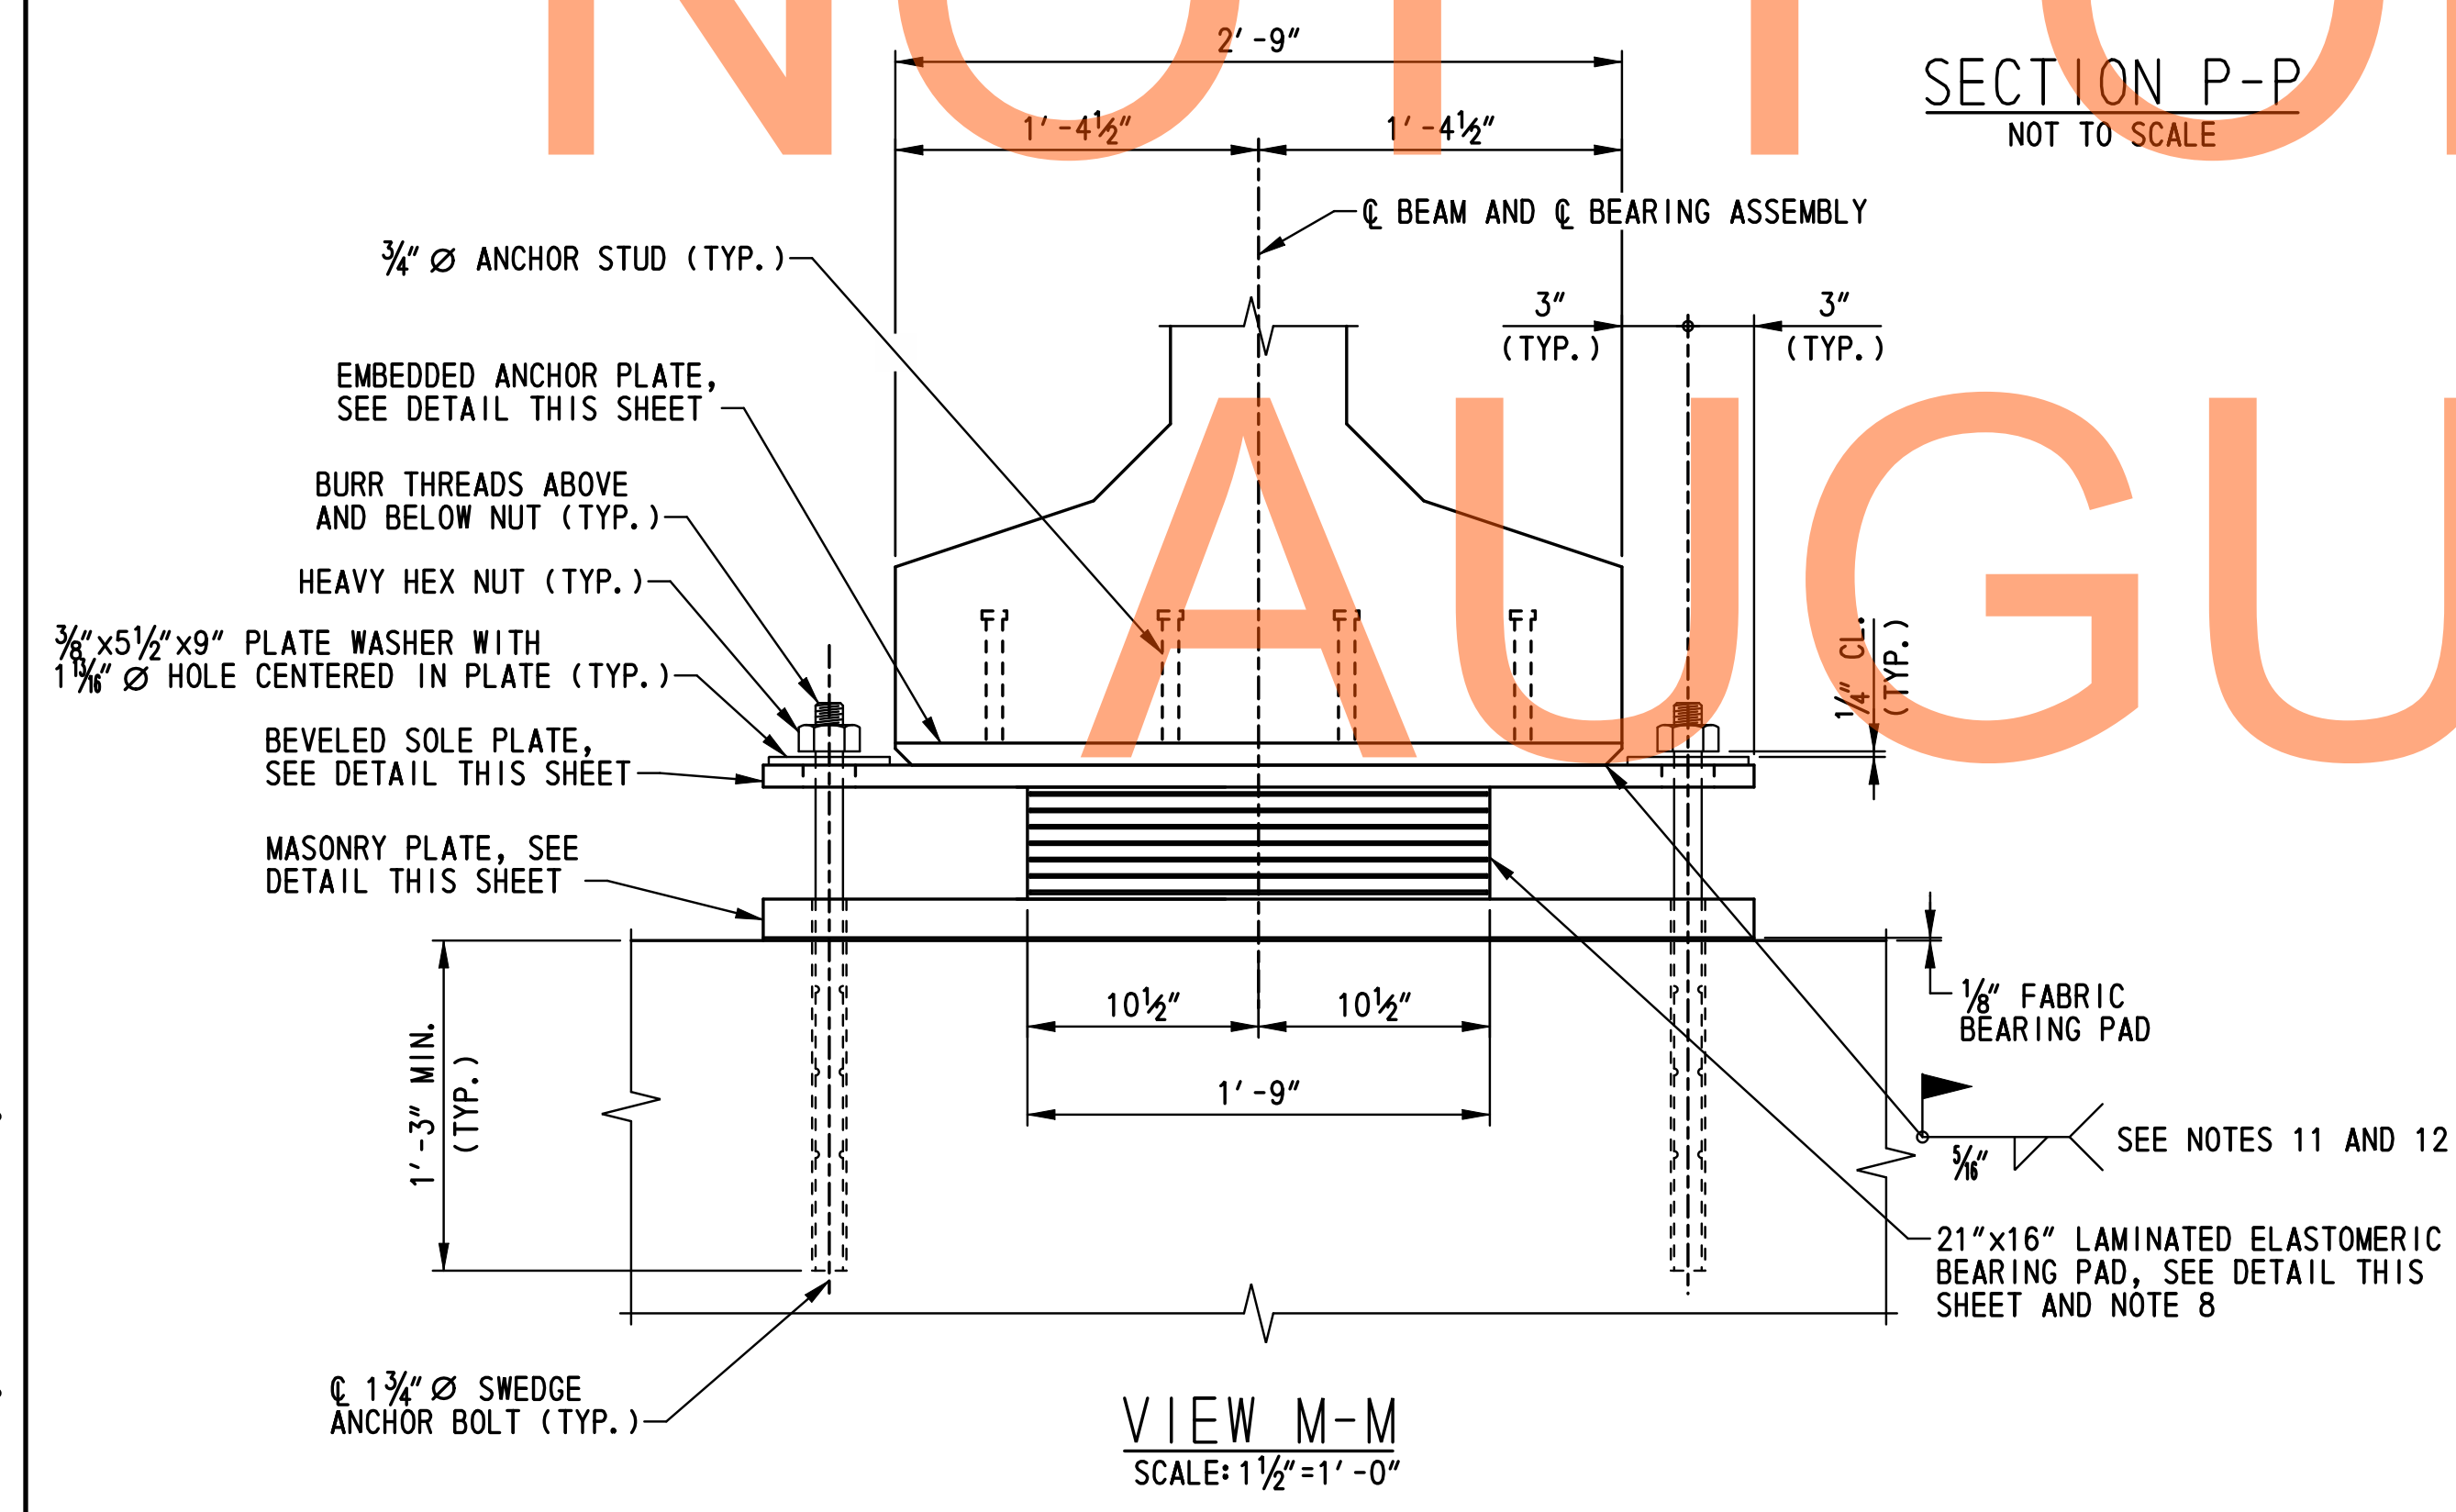 NOT FOR
AUGU
SECTION P-P
NOT TO SCALE
2'-9"
1'-4½"
1'-4½"
℄ BEAM AND ℄ BEARING ASSEMBLY
¾" Ø ANCHOR STUD (TYP.)
3"
(TYP.)
3"
(TYP.)
EMBEDDED ANCHOR PLATE,
SEE DETAIL THIS SHEET
BURR THREADS ABOVE
AND BELOW NUT (TYP.)
HEAVY HEX NUT (TYP.)
⅜"x5½"x9" PLATE WASHER WITH
1 13/16" Ø HOLE CENTERED IN PLATE (TYP.)
BEVELED SOLE PLATE,
SEE DETAIL THIS SHEET
MASONRY PLATE, SEE
DETAIL THIS SHEET
1/4" CL.
(TYP.)
10½"
10½"
1'-9"
1'-3" MIN.
(TYP.)
⅛" FABRIC
BEARING PAD
5/16"
SEE NOTES 11 AND 12
21"x16" LAMINATED ELASTOMERIC
BEARING PAD, SEE DETAIL THIS
SHEET AND NOTE 8
℄ 1¾" Ø SWEDGE
ANCHOR BOLT (TYP.)
VIEW M-M
SCALE: 1½"=1'-0"